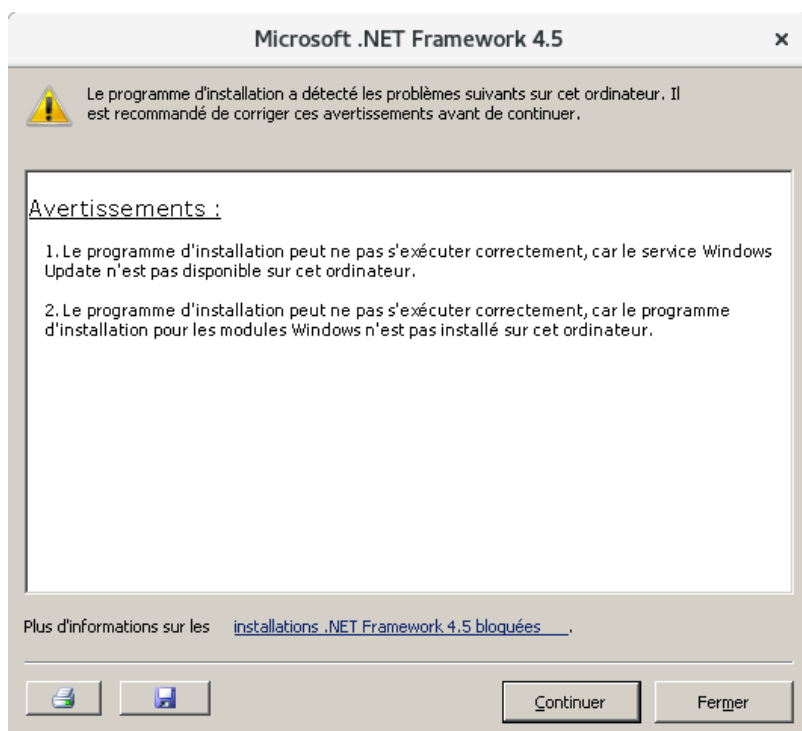 Microsoft .NET Framework 4.5
Le programme d'installation a détecté les problèmes suivants sur cet ordinateur. Il
est recommandé de corriger ces avertissements avant de continuer.
Avertissements :
1. Le programme d'installation peut ne pas s'exécuter correctement, car le service Windows
Update n'est pas disponible sur cet ordinateur.
2. Le programme d'installation peut ne pas s'exécuter correctement, car le programme
d'installation pour les modules Windows n'est pas installé sur cet ordinateur.
Plus d'informations sur les installations .NET Framework 4.5 bloquées .
Continuer Fermer